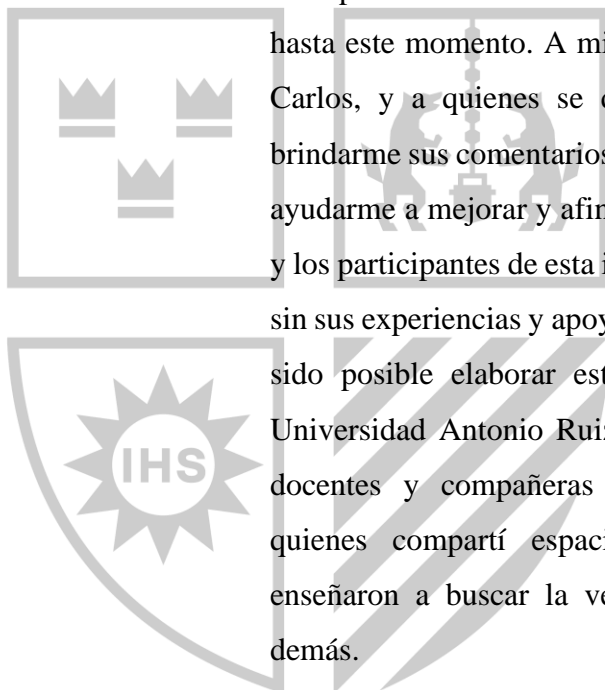 hasta este momento. A mi
Carlos, y a quienes se
brindarme sus comentarios
ayudarme a mejorar y afin
y los participantes de esta i
sin sus experiencias y apoy
sido posible elaborar est
Universidad Antonio Ruiz
docentes y compañeras
quienes compartí espaci
enseñaron a buscar la ve
demás.
IHS